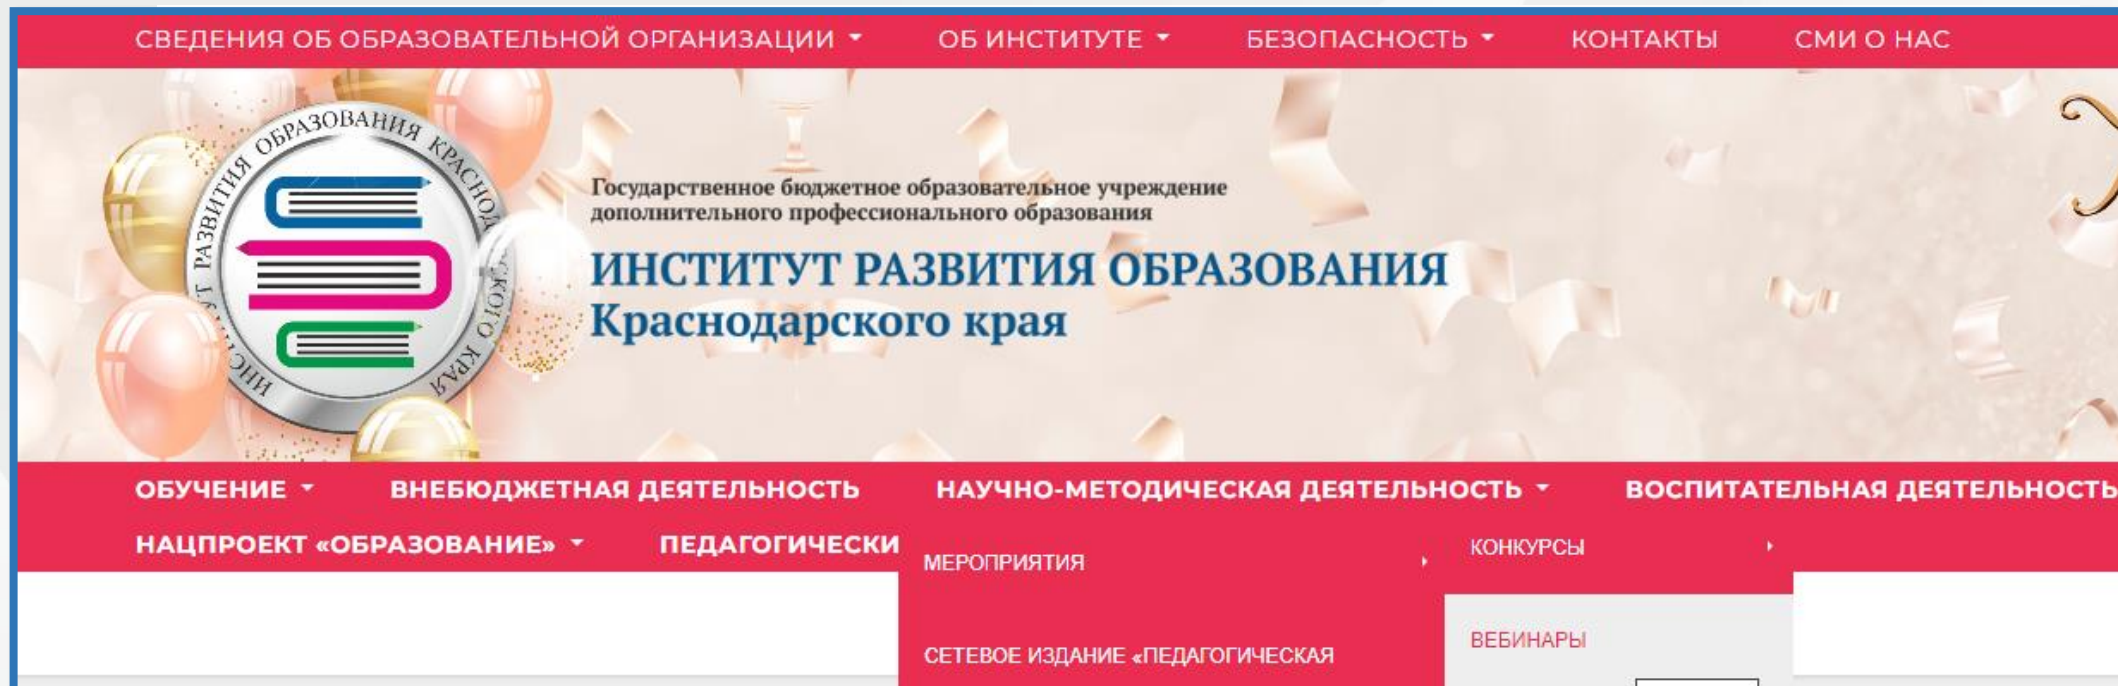 СВЕДЕНИЯ ОБ ОБРАЗОВАТЕЛЬНОЙ ОРГАНИЗАЦИИ ОБ ИНСТИТУТЕ БЕЗОПАСНОСТЬ КОНТАКТЫ СМИ О НАС
ИНСТИТУТ РАЗВИТИЯ ОБРАЗОВАНИЯ КРАСНОДАРСКОГО КРАЯ
Государственное бюджетное образовательное учреждение
дополнительного профессионального образования
ИНСТИТУТ РАЗВИТИЯ ОБРАЗОВАНИЯ
Краснодарского края
ОБУЧЕНИЕ ВНЕБЮДЖЕТНАЯ ДЕЯТЕЛЬНОСТЬ НАУЧНО-МЕТОДИЧЕСКАЯ ДЕЯТЕЛЬНОСТЬ ВОСПИТАТЕЛЬНАЯ ДЕЯТЕЛЬНОСТЬ
НАЦПРОЕКТ «ОБРАЗОВАНИЕ» ПЕДАГОГИЧЕСКИ
МЕРОПРИЯТИЯ
КОНКУРСЫ
СЕТЕВОЕ ИЗДАНИЕ «ПЕДАГОГИЧЕСКАЯ
ВЕБИНАРЫ